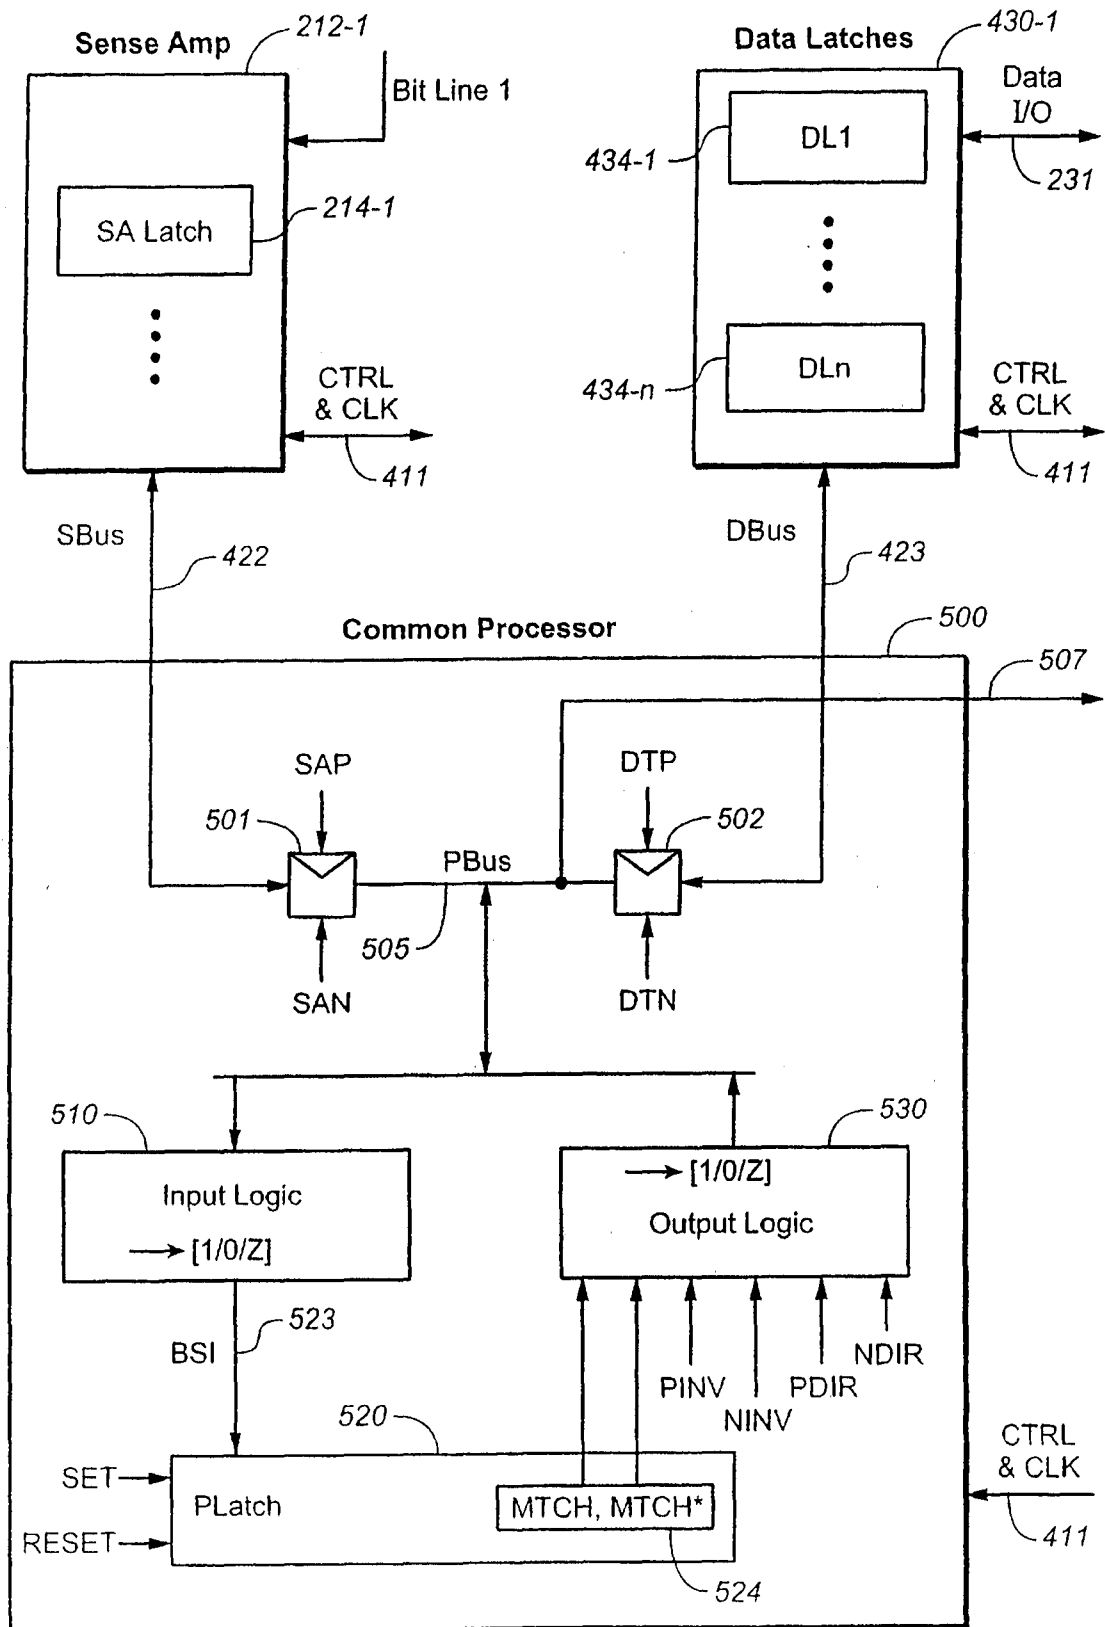 Sense Amp
212-1
Bit Line 1
SA Latch
214-1
CTRL
& CLK
411
Data Latches
430-1
Data
I/O
231
434-1
DL1
434-n
DLn
CTRL
& CLK
411
SBus
422
DBus
423
Common Processor
500
507
SAP
501
SAN
PBus
505
DTP
502
DTN
510
Input Logic
[1/0/Z]
530
[1/0/Z]
Output Logic
BSI
523
PINV
NINV
PDIR
NDIR
520
SET
RESET
PLatch
MTCH, MTCH*
524
CTRL
& CLK
411